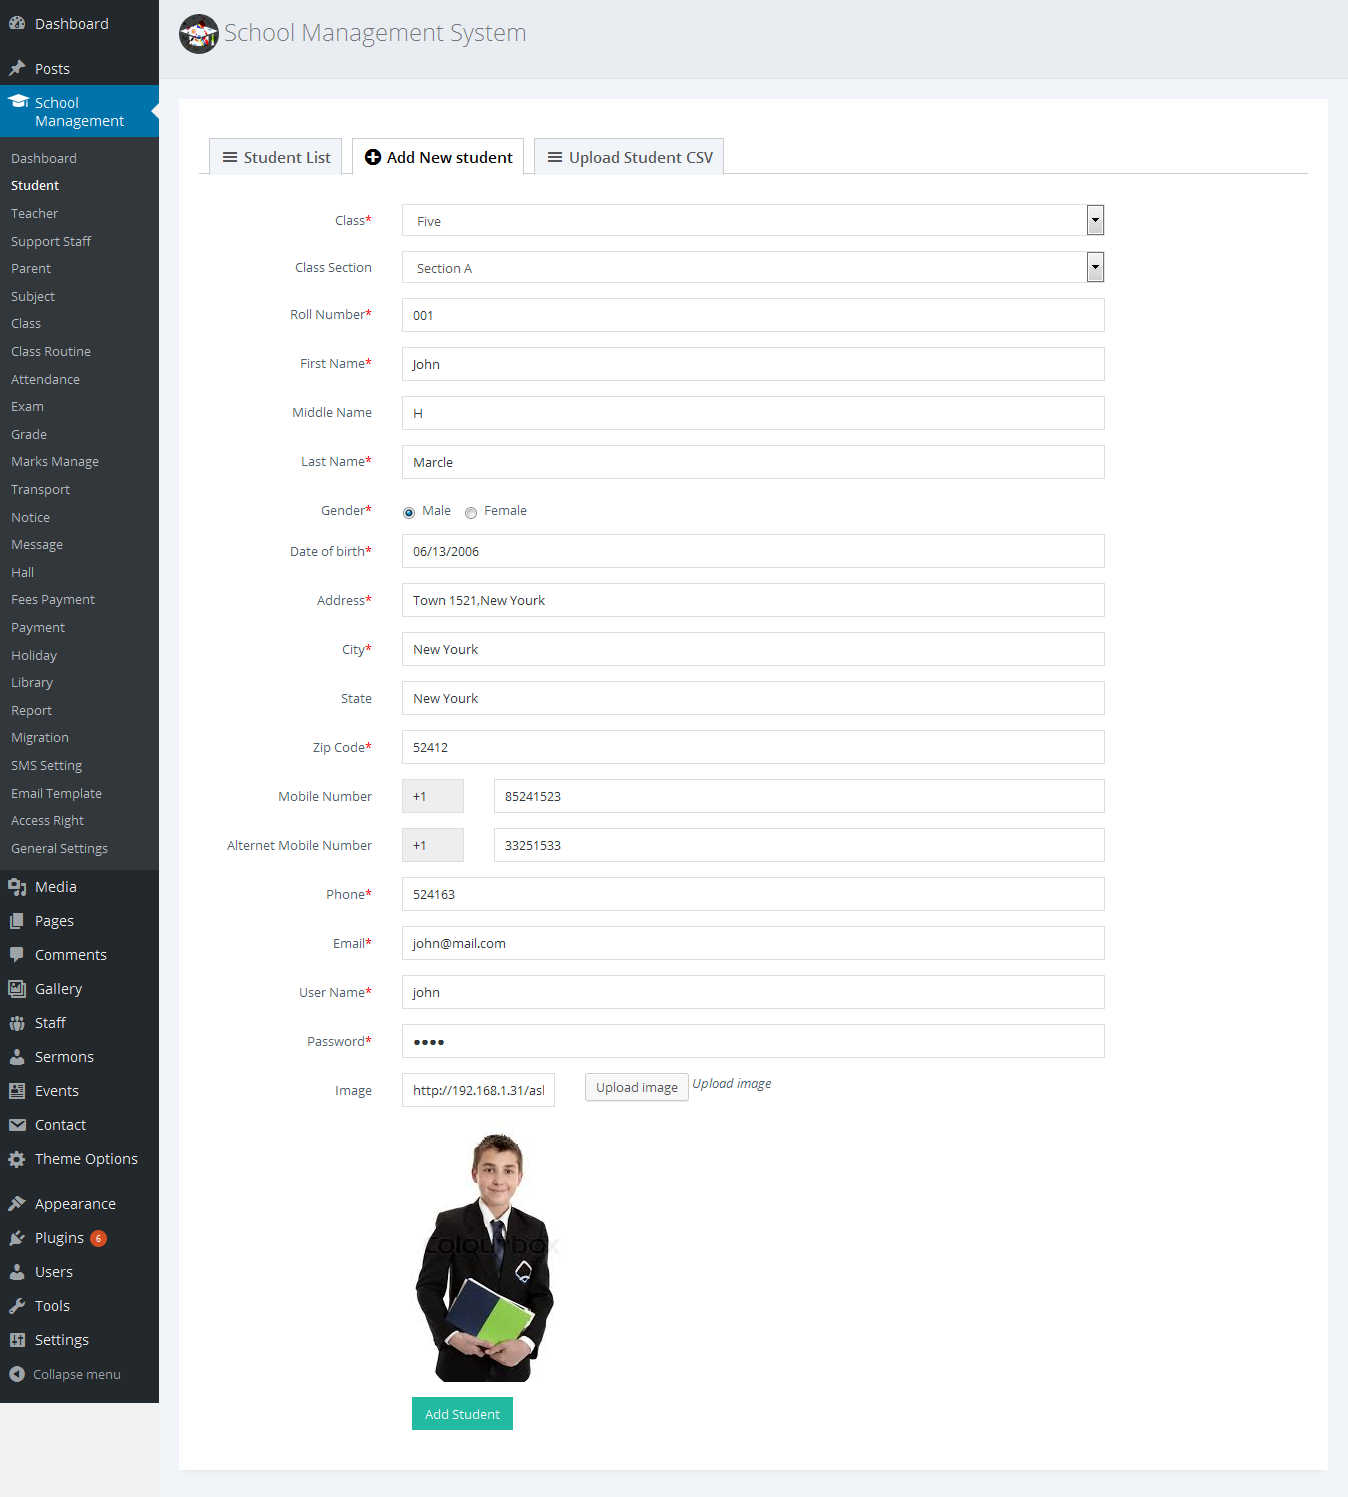 Dashboard
Posts
School
Management
Dashboard
Student
Teacher
Support Staff
Parent
Subject
Class
Class Routine
Attendance
Exam
Grade
Marks Manage
Transport
Notice
Message
Hall
Fees Payment
Payment
Holiday
Library
Report
Migration
SMS Setting
Email Template
Access Right
General Settings
Media
Pages
Comments
Gallery
Staff
Sermons
Events
Contact
Theme Options
Appearance
Plugins 6
Users
Tools
Settings
Collapse menu
School Management System
Student List
Add New student
Upload Student CSV
Class* Five
Class Section Section A
Roll Number* 001
First Name* John
Middle Name H
Last Name* Marcle
Gender* Male Female
Date of birth* 06/13/2006
Address* Town 1521,New Yourk
City* New Yourk
State New Yourk
Zip Code* 52412
Mobile Number +1 85241523
Alternet Mobile Number +1 33251533
Phone* 524163
Email* john@mail.com
User Name* john
Password* ••••
Image http://192.168.1.31/asl Upload image Upload image
colourbox
Add Student